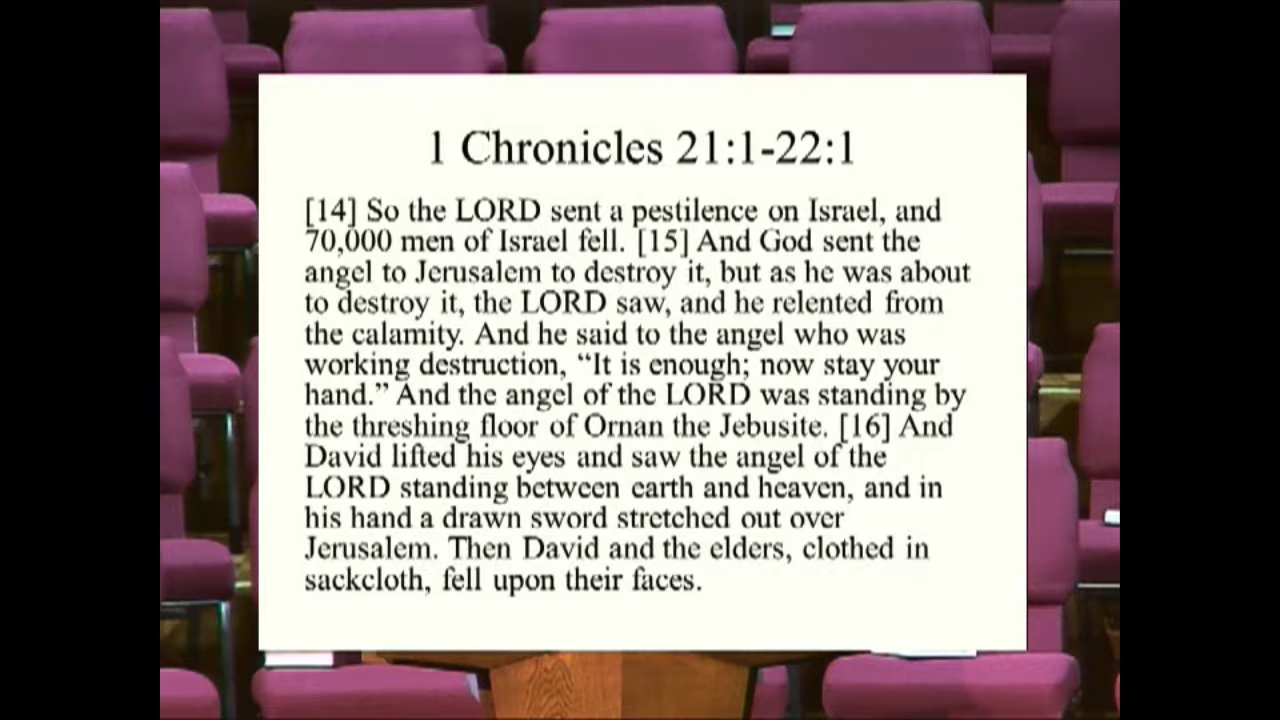 1 Chronicles 21:1-22:1
[14] So the LORD sent a pestilence on Israel, and
70,000 men of Israel fell. [15] And God sent the
angel to Jerusalem to destroy it, but as he was about
to destroy it, the LORD saw, and he relented from
the calamity. And he said to the angel who was
working destruction, “It is enough; now stay your
hand.” And the angel of the LORD was standing by
the threshing floor of Ornan the Jebusite. [16] And
David lifted his eyes and saw the angel of the
LORD standing between earth and heaven, and in
his hand a drawn sword stretched out over
Jerusalem. Then David and the elders, clothed in
sackcloth, fell upon their faces.